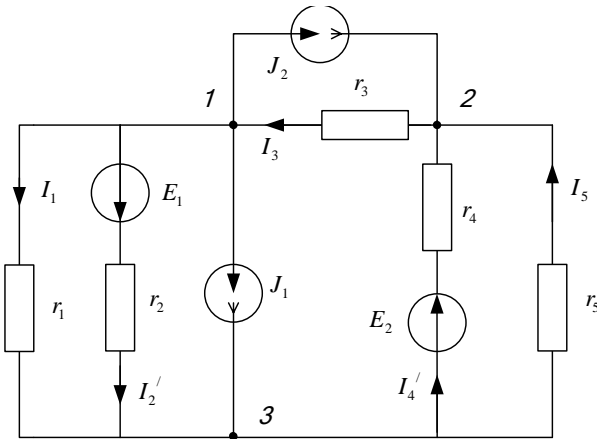 J₂
1
r₃
2
I₃
I₁
E₁
r₄
I₅
r₁
r₂
J₁
E₂
r₅
I₂′
I₄′
3